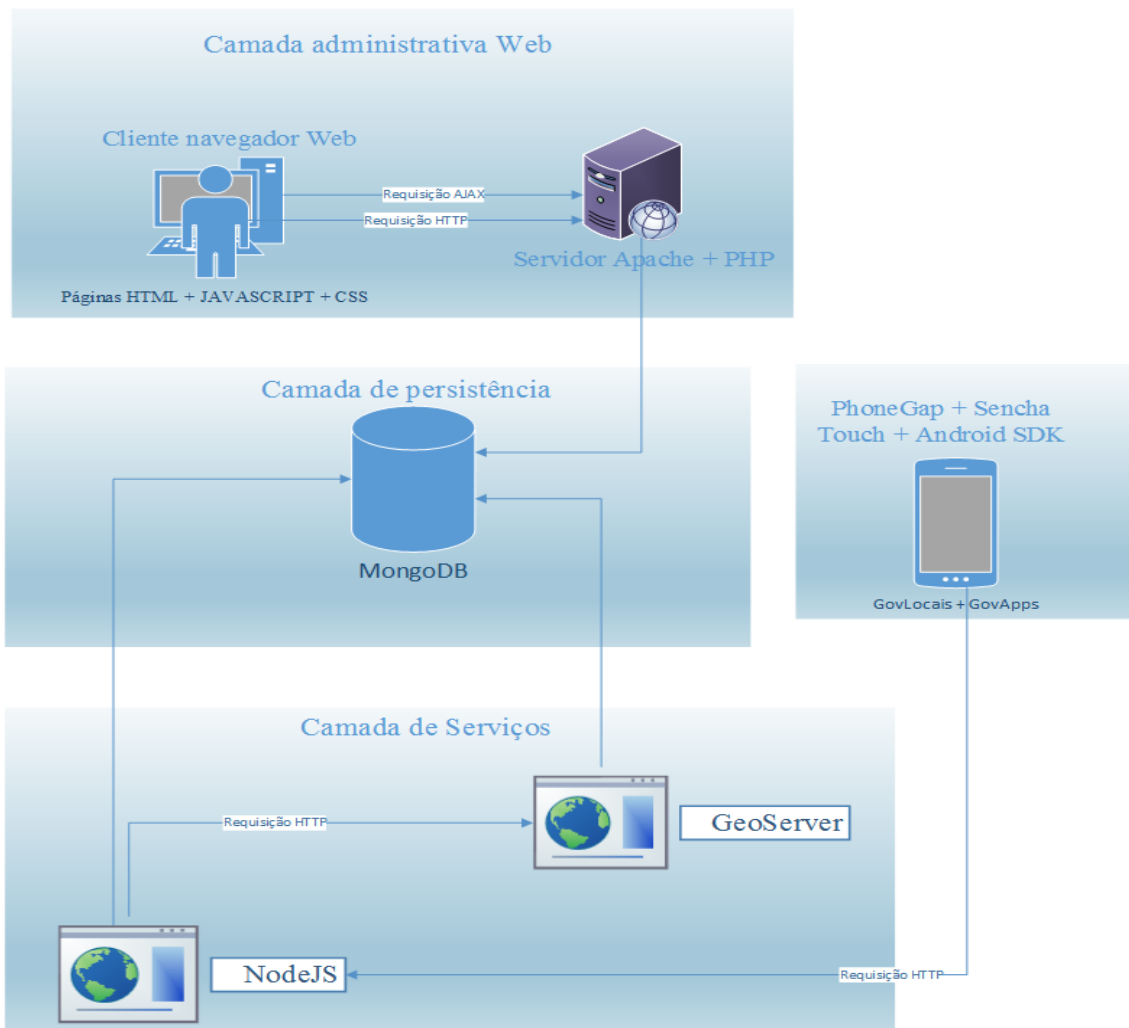 Camada administrativa Web
Cliente navegador Web
Requisição AJAX
Requisição HTTP
Servidor Apache + PHP
Páginas HTML + JAVASCRIPT + CSS
Camada de persistência
MongoDB
PhoneGap + Sencha
Touch + Android SDK
GovLocais + GovApps
Camada de Serviços
Requisição HTTP
GeoServer
NodeJS
Requisição HTTP